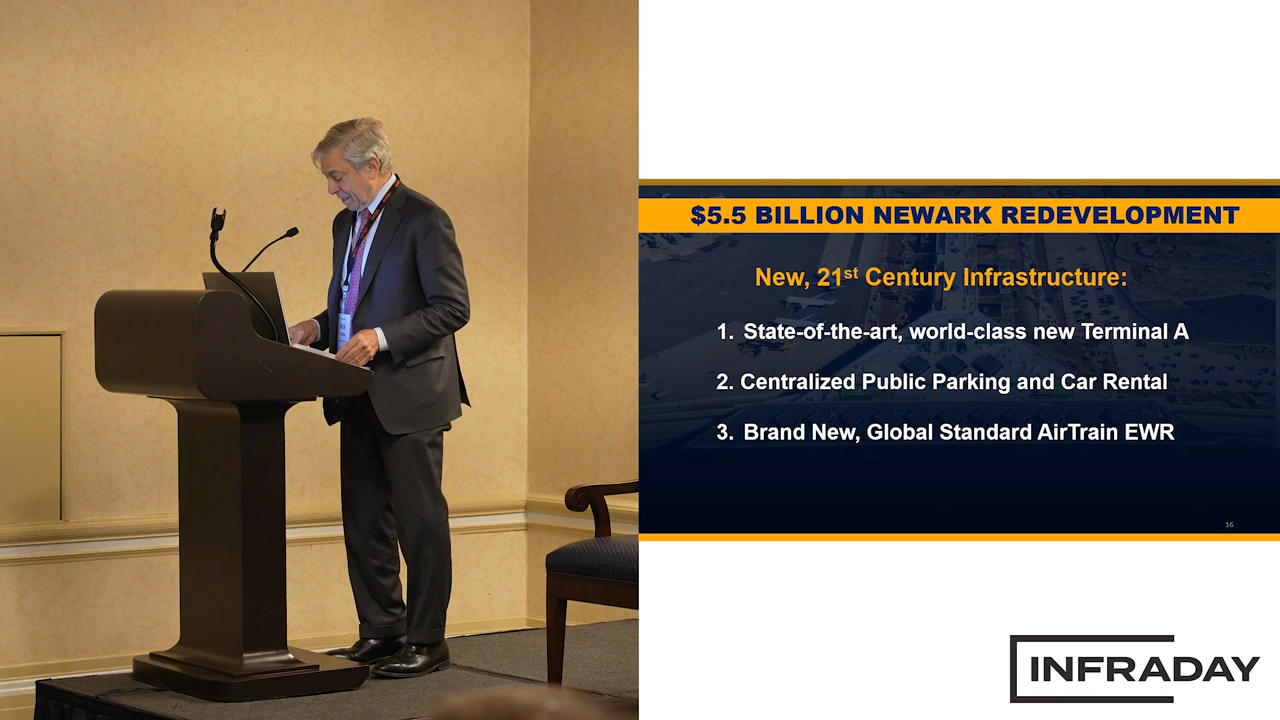 $5.5 BILLION NEWARK REDEVELOPMENT
New, 21st Century Infrastructure:
1. State-of-the-art, world-class new Terminal A
2. Centralized Public Parking and Car Rental
3. Brand New, Global Standard AirTrain EWR
16
INFRADAY